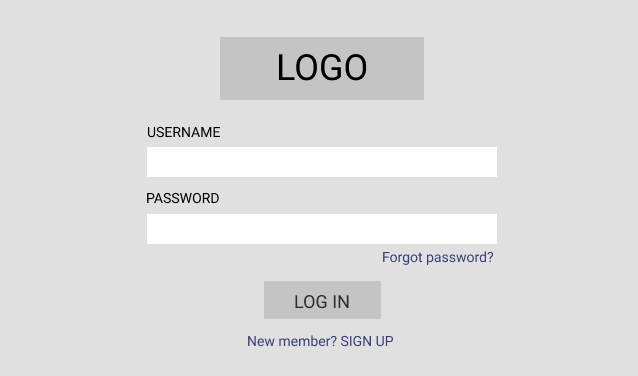 LOGO
USERNAME
PASSWORD
Forgot password?
LOG IN
New member? SIGN UP